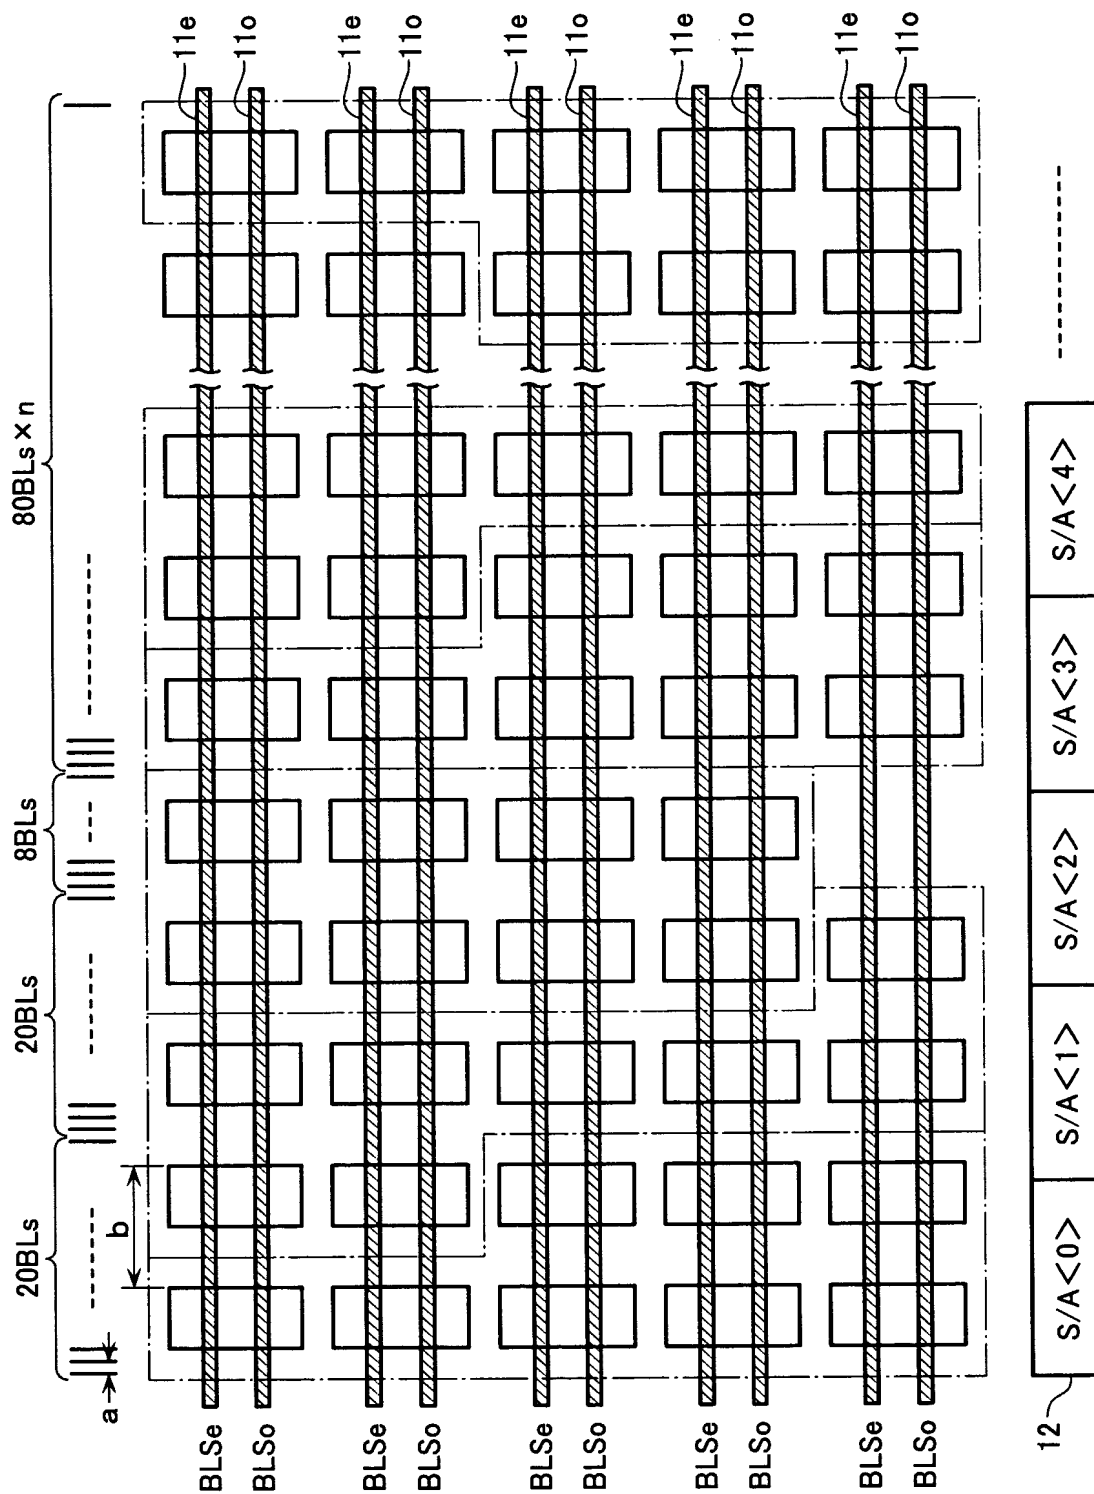 20BLs
20BLs
8BLs
80BLs×n
a
b
BLSe
11e
BLSo
11o
BLSe
11e
BLSo
11o
BLSe
11e
BLSo
11o
BLSe
11e
BLSo
11o
BLSe
11e
BLSo
11o
12
S/A<0>
S/A<1>
S/A<2>
S/A<3>
S/A<4>